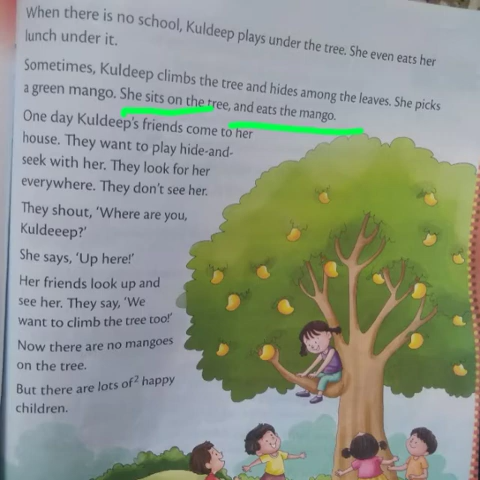 When there is no school, Kuldeep plays under the tree. She even eats her
lunch under it.
Sometimes, Kuldeep climbs the tree and hides among the leaves. She picks
a green mango. She sits on the tree, and eats the mango.
One day Kuldeep's friends come to her
house. They want to play hide-and-
seek with her. They look for her
everywhere. They don't see her.
They shout, 'Where are you,
Kuldeeep?'
She says, 'Up here!'
Her friends look up and
see her. They say, 'We
want to climb the tree too!'
Now there are no mangoes
on the tree.
But there are lots of² happy
children.